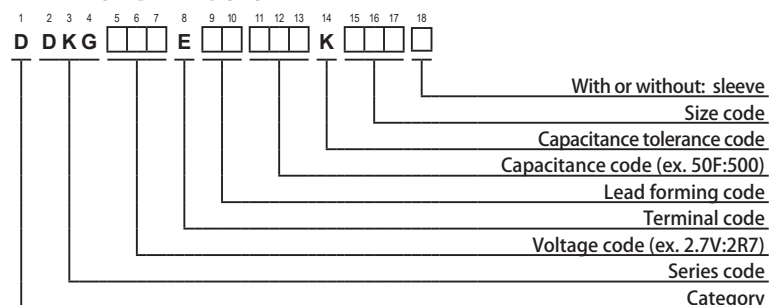 1 2 3 4 5 6 7 8 9 10 11 12 13 14 15 16 17 18
D D K G E K
With or without: sleeve
Size code
Capacitance tolerance code
Capacitance code (ex. 50F:500)
Lead forming code
Terminal code
Voltage code (ex. 2.7V:2R7)
Series code
Category